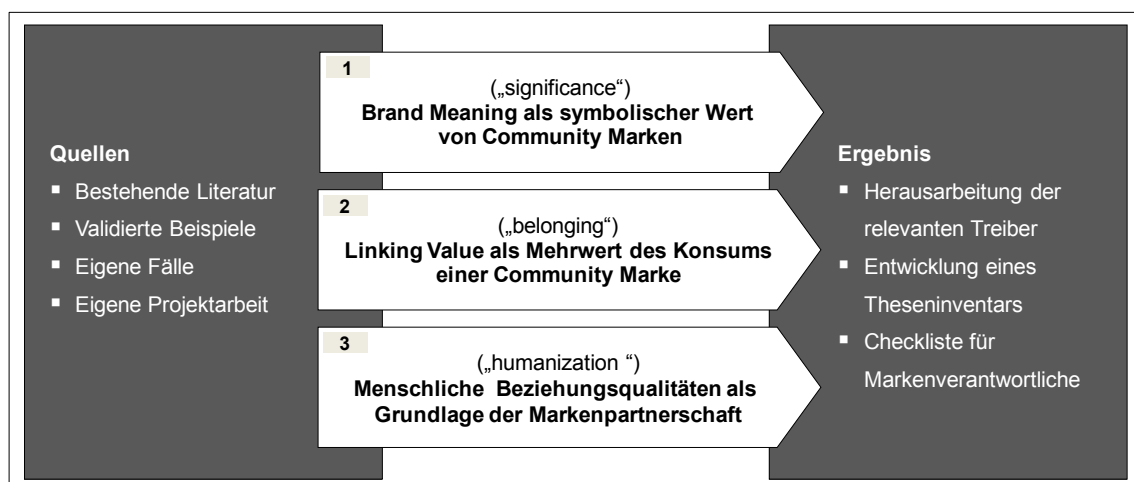 Quellen
▪ Bestehende Literatur
▪ Validierte Beispiele
▪ Eigene Fälle
▪ Eigene Projektarbeit
1
(„significance“)
Brand Meaning als symbolischer Wert
von Community Marken
2
(„belonging“)
Linking Value als Mehrwert des Konsums
einer Community Marke
3
(„humanization “)
Menschliche Beziehungsqualitäten als
Grundlage der Markenpartnerschaft
Ergebnis
▪ Herausarbeitung der
relevanten Treiber
▪ Entwicklung eines
Theseninventars
▪ Checkliste für
Markenverantwortliche